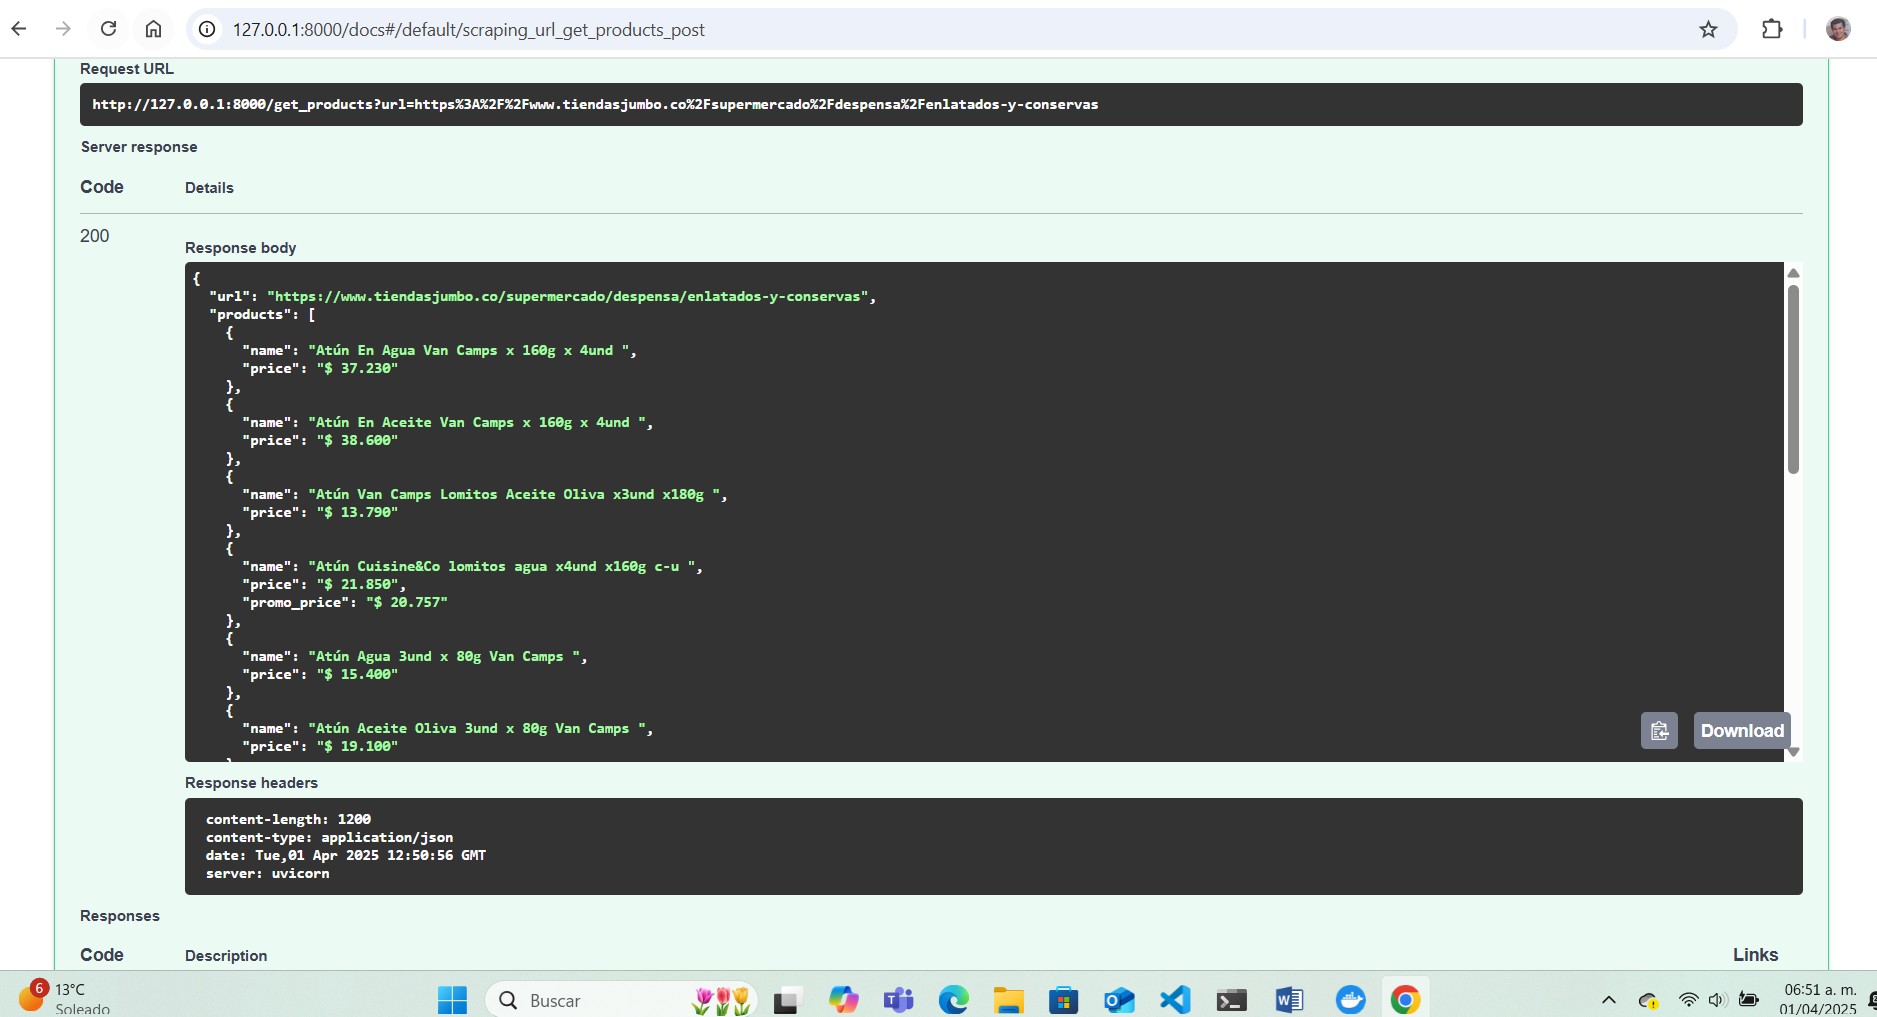 127.0.0.1:8000/docs#/default/scraping_url_get_products_post
Request URL
http://127.0.0.1:8000/get_products?url=https%3A%2F%2Fwww.tiendasjumbo.co%2Fsupermercado%2Fdespensa%2Fenlatados-y-conservas
Server response
Code Details
200
Response body
{
"url": "https://www.tiendasjumbo.co/supermercado/despensa/enlatados-y-conservas",
"products": [
{
"name": "Atún En Agua Van Camps x 160g x 4und ",
"price": "$ 37.230"
},
{
"name": "Atún En Aceite Van Camps x 160g x 4und ",
"price": "$ 38.600"
},
{
"name": "Atún Van Camps Lomitos Aceite Oliva x3und x180g ",
"price": "$ 13.790"
},
{
"name": "Atún Cuisine&Co lomitos agua x4und x160g c-u ",
"price": "$ 21.850",
"promo_price": "$ 20.757"
},
{
"name": "Atún Agua 3und x 80g Van Camps ",
"price": "$ 15.400"
},
{
"name": "Atún Aceite Oliva 3und x 80g Van Camps ",
"price": "$ 19.100"
Download
Response headers
content-length: 1200
content-type: application/json
date: Tue,01 Apr 2025 12:50:56 GMT
server: uvicorn
Responses
Code Description Links
6
13°C
Soleado
Buscar
06:51 a. m.
01/04/2025